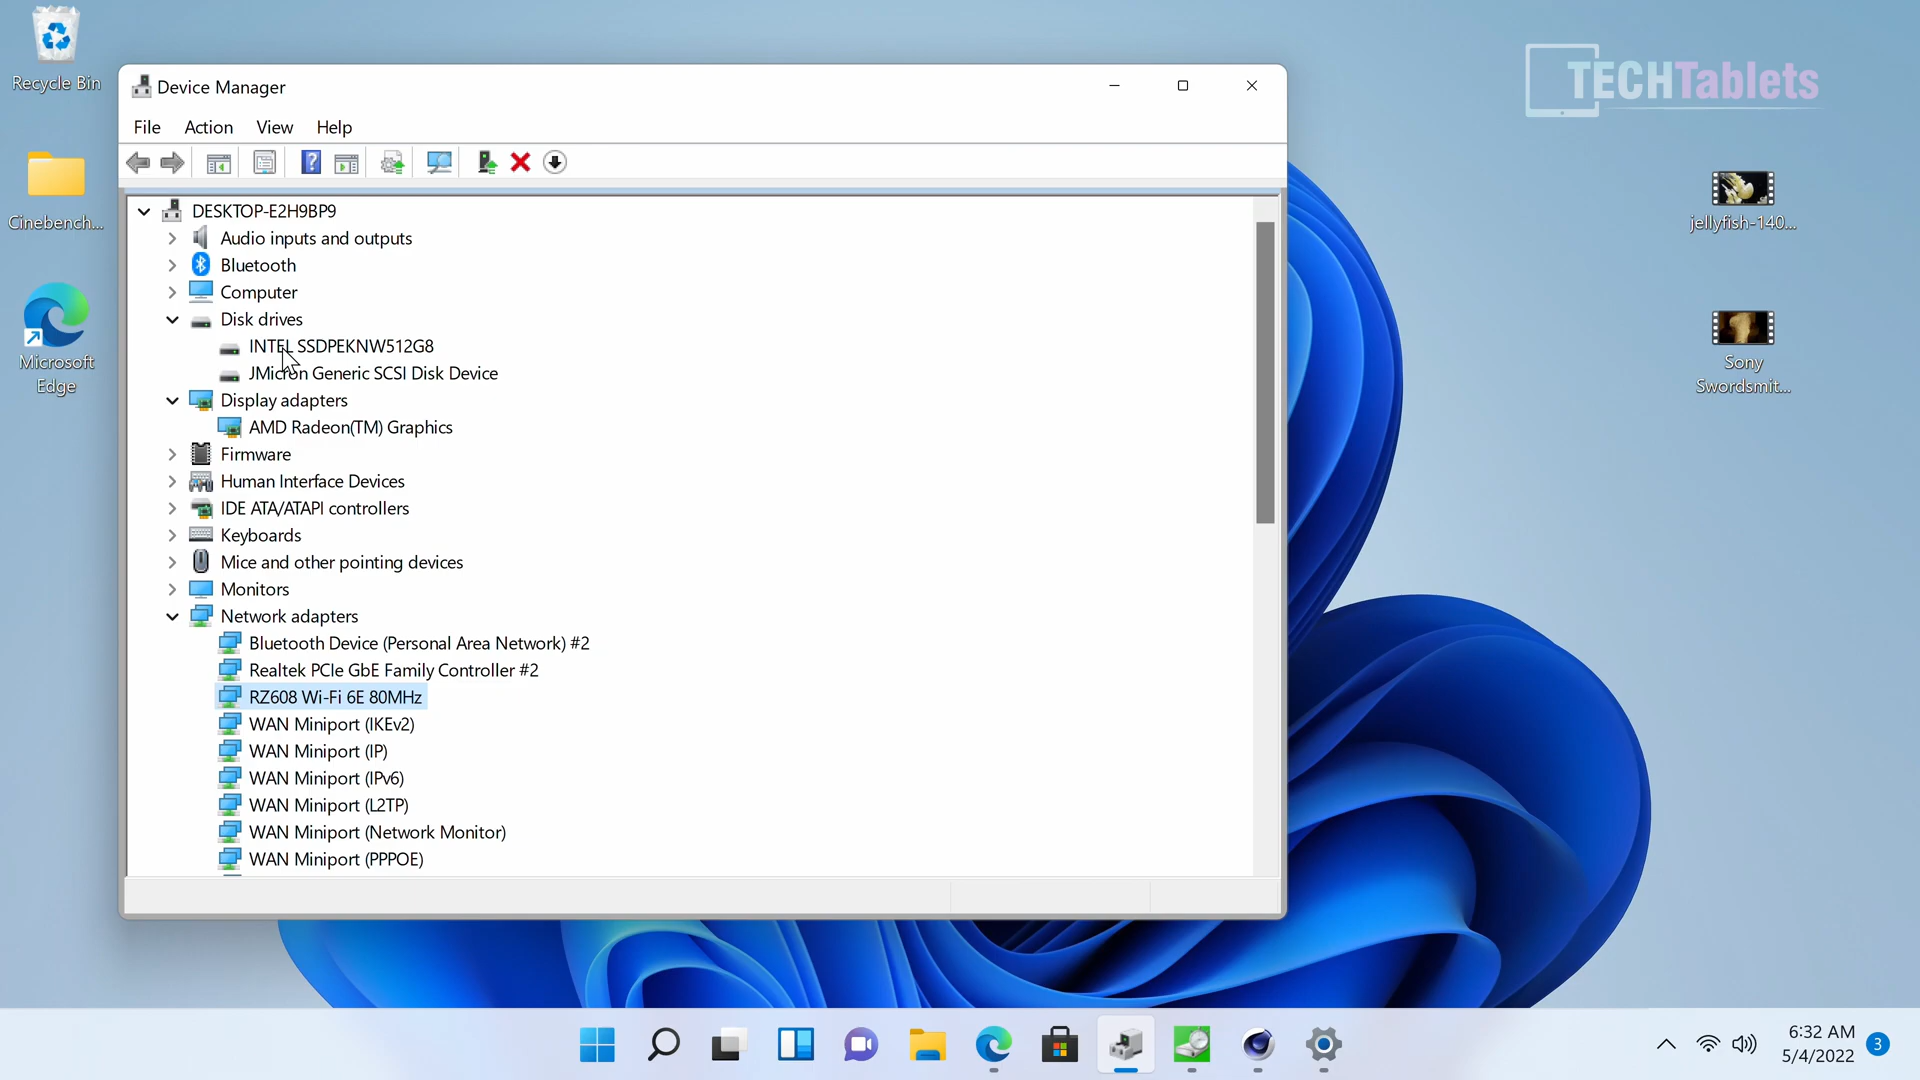 Recycle Bin
Cinebench...
Microsoft
Edge
Device Manager
File Action View Help
DESKTOP-E2H9BP9
Audio inputs and outputs
Bluetooth
Computer
Disk drives
INTEL SSDPEKNW512G8
JMicron Generic SCSI Disk Device
Display adapters
AMD Radeon(TM) Graphics
Firmware
Human Interface Devices
IDE ATA/ATAPI controllers
Keyboards
Mice and other pointing devices
Monitors
Network adapters
Bluetooth Device (Personal Area Network) #2
Realtek PCIe GbE Family Controller #2
RZ608 Wi-Fi 6E 80MHz
WAN Miniport (IKEv2)
WAN Miniport (IP)
WAN Miniport (IPv6)
WAN Miniport (L2TP)
WAN Miniport (Network Monitor)
WAN Miniport (PPPOE)
TECHTablets
jellyfish-140...
Sony
Swordsmit...
6:32 AM
5/4/2022
3